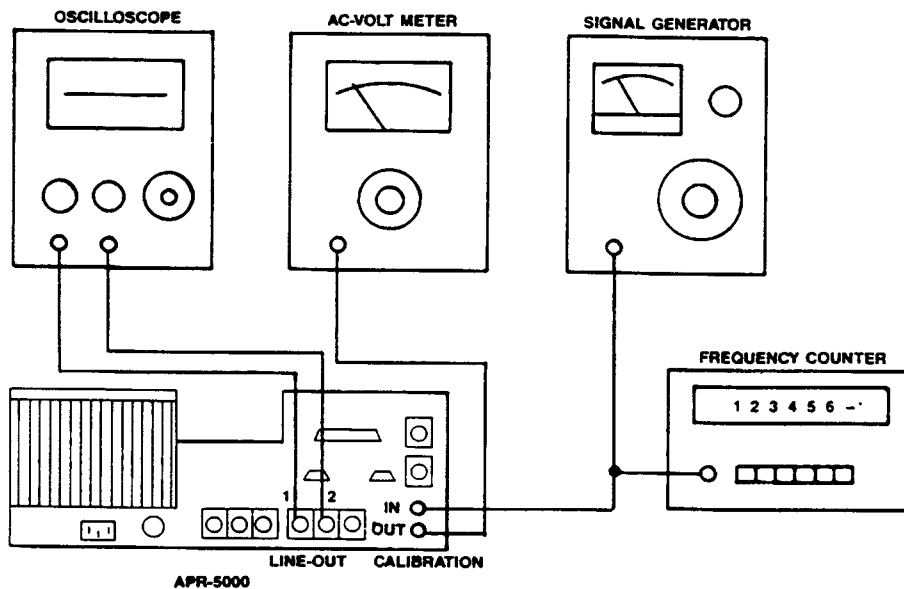 OSCILLOSCOPE
AC-VOLT METER
SIGNAL GENERATOR
FREQUENCY COUNTER
1 2 3 4 5 6 –
1 2
IN
OUT
LINE-OUT CALIBRATION
APR-5000